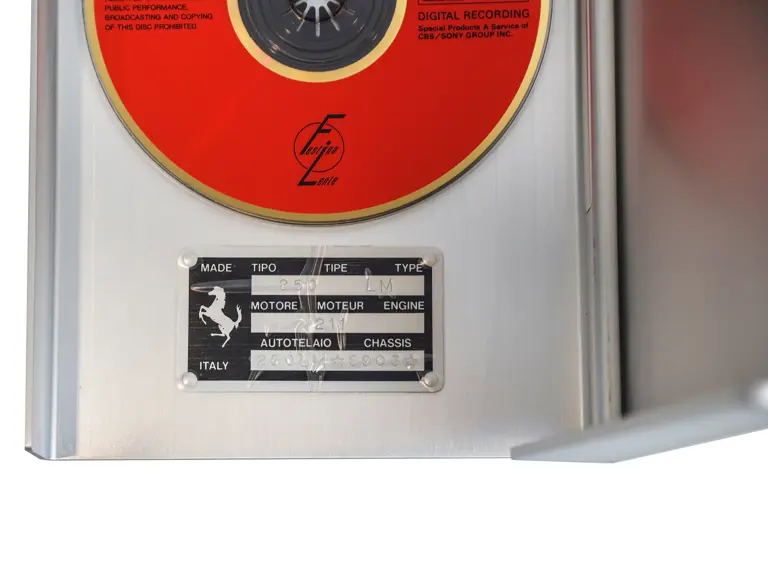 PUBLIC PERFORMANCE,
BROADCASTING AND COPYING
OF THIS DISC PROHIBITED.
DIGITAL RECORDING
Special Products A Service of
CBS/SONY GROUP INC.
MADE TIPO TIPE TYPE
250 LM
MOTORE MOTEUR ENGINE
211
AUTOTELAIO CHASSIS
ITALY